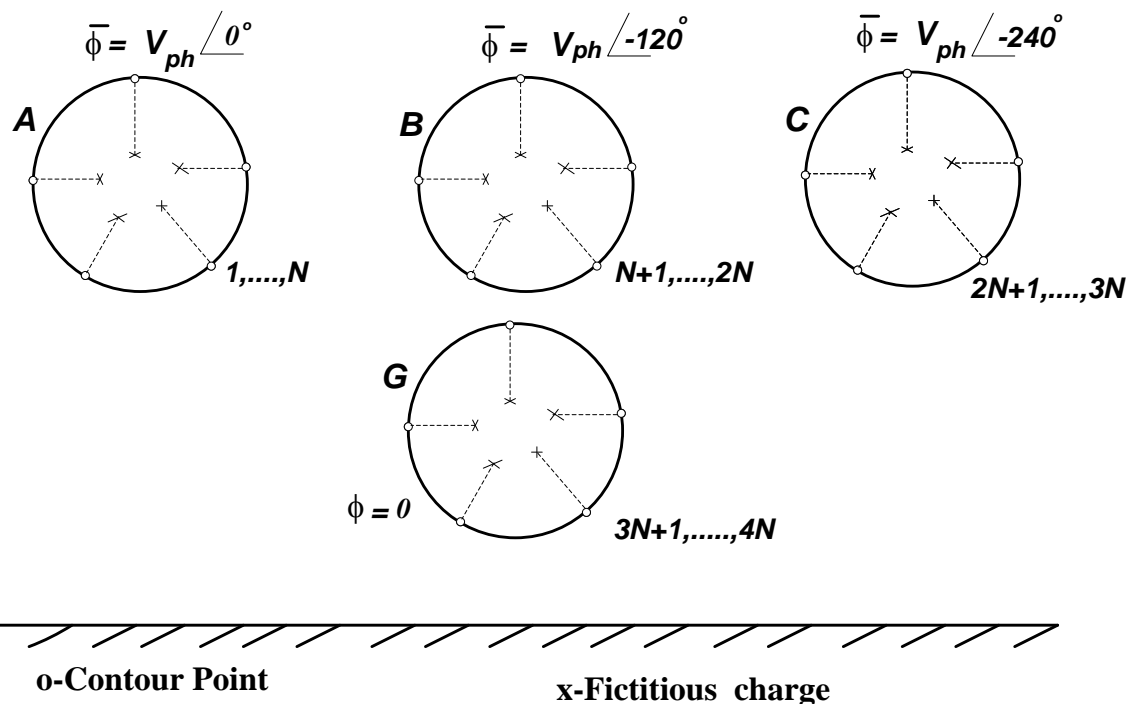 ϕ̅ = V_ph ∠0° ϕ̅ = V_ph ∠-120° ϕ̅ = V_ph ∠-240°
A B C
1,....,N N+1,....,2N 2N+1,....,3N
G
ϕ = 0 3N+1,.....,4N
o-Contour Point x-Fictitious charge